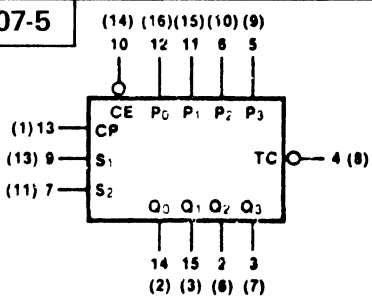 07-5
(14) (16)(15)(10) (9)
10 12 11 6 5
CE P0 P1 P2 P3
(1) 13 CP
(13) 9 S1 TC 4 (8)
(11) 7 S2
Q0 Q1 Q2 Q3
14 15 2 3
(2) (3) (6) (7)